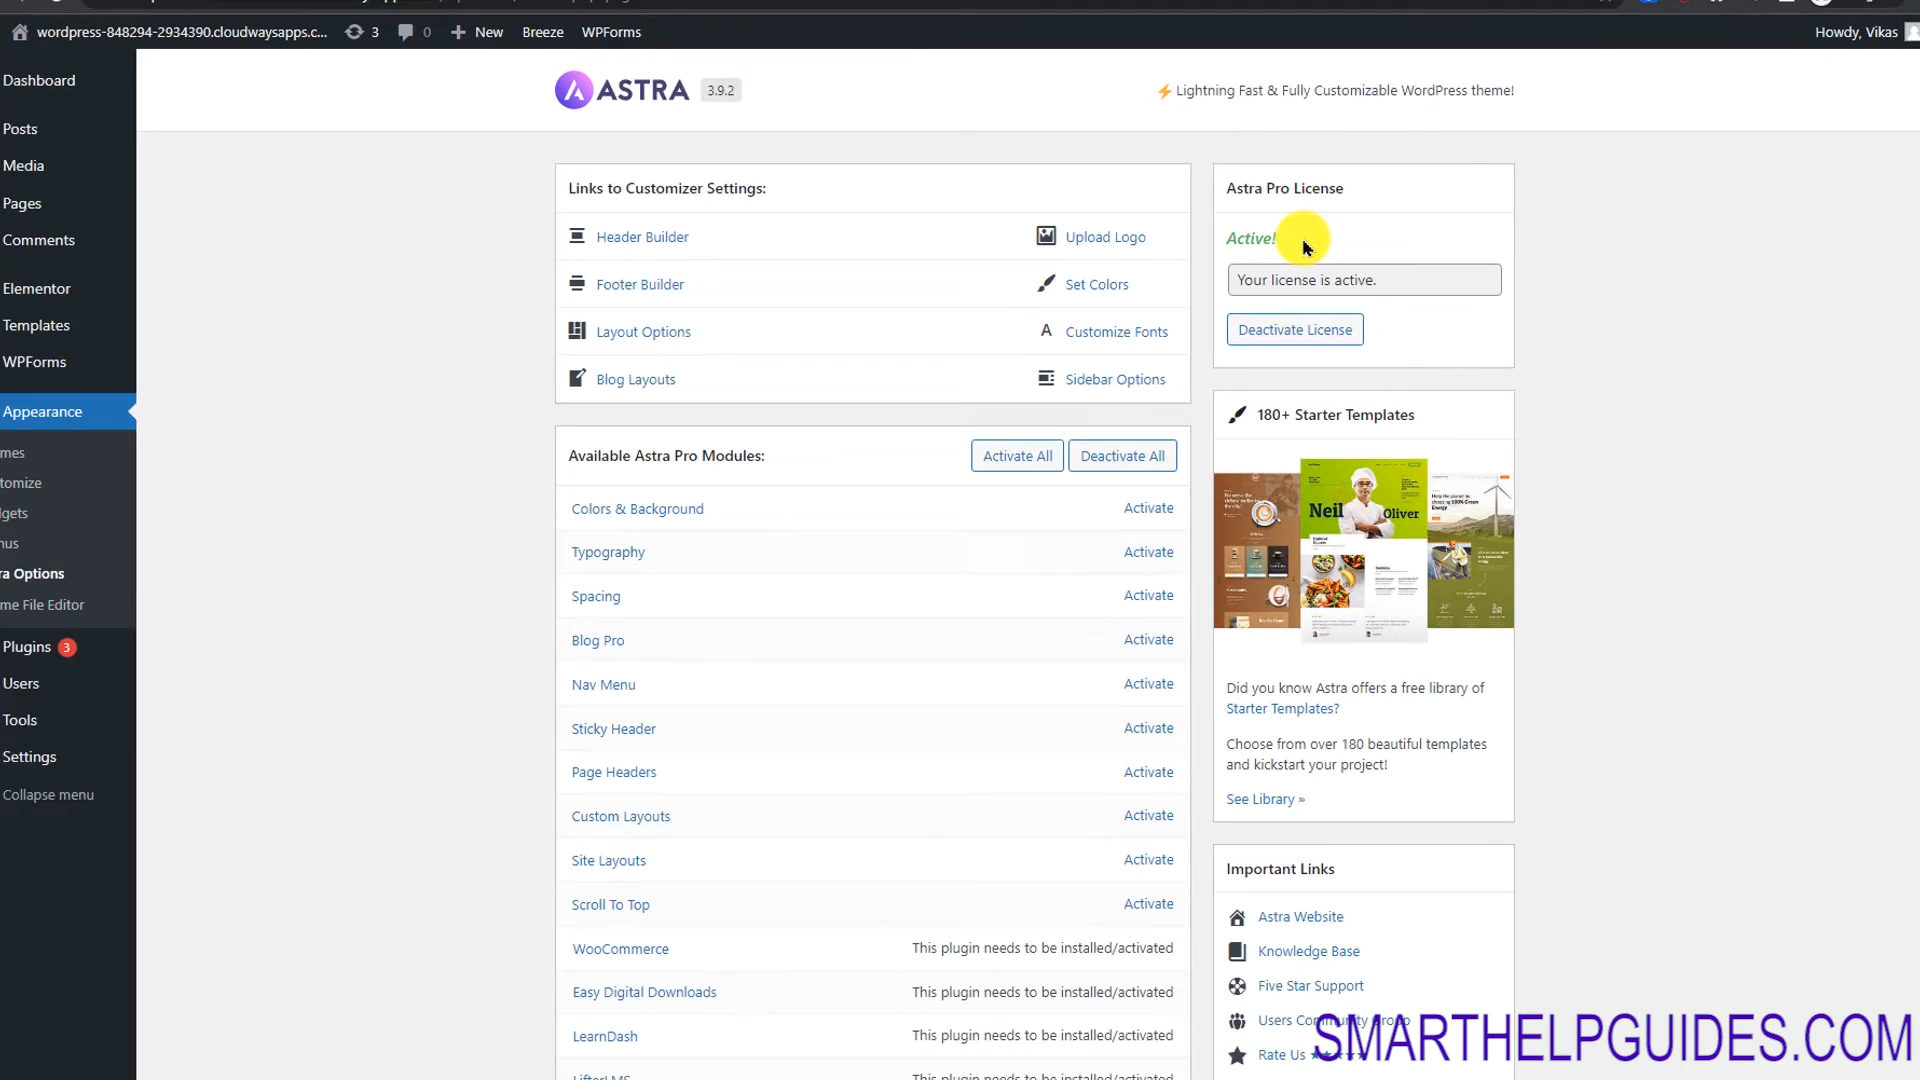 wordpress-848294-2934390.cloudwaysapps.c...
3
0
New
Breeze
WPForms
Howdy, Vikas
Dashboard
Posts
Media
Pages
Comments
Elementor
Templates
WPForms
Appearance
mes
tomize
gets
nus
ra Options
me File Editor
Plugins 3
Users
Tools
Settings
Collapse menu
ASTRA
3.9.2
⚡ Lightning Fast & Fully Customizable WordPress theme!
Links to Customizer Settings:
Header Builder
Upload Logo
Footer Builder
Set Colors
Layout Options
Customize Fonts
Blog Layouts
Sidebar Options
Available Astra Pro Modules:
Activate All
Deactivate All
Colors & Background
Activate
Typography
Activate
Spacing
Activate
Blog Pro
Activate
Nav Menu
Activate
Sticky Header
Activate
Page Headers
Activate
Custom Layouts
Activate
Site Layouts
Activate
Scroll To Top
Activate
WooCommerce
This plugin needs to be installed/activated
Easy Digital Downloads
This plugin needs to be installed/activated
LearnDash
This plugin needs to be installed/activated
LifterLMS
This plugin needs to be installed/activated
Astra Pro License
Active!
Your license is active.
Deactivate License
180+ Starter Templates
Neil
Oliver
Did you know Astra offers a free library of
Starter Templates?
Choose from over 180 beautiful templates
and kickstart your project!
See Library »
Important Links
Astra Website
Knowledge Base
Five Star Support
Users Community Group
Rate Us ★★★★★
SMARTHELPGUIDES.COM